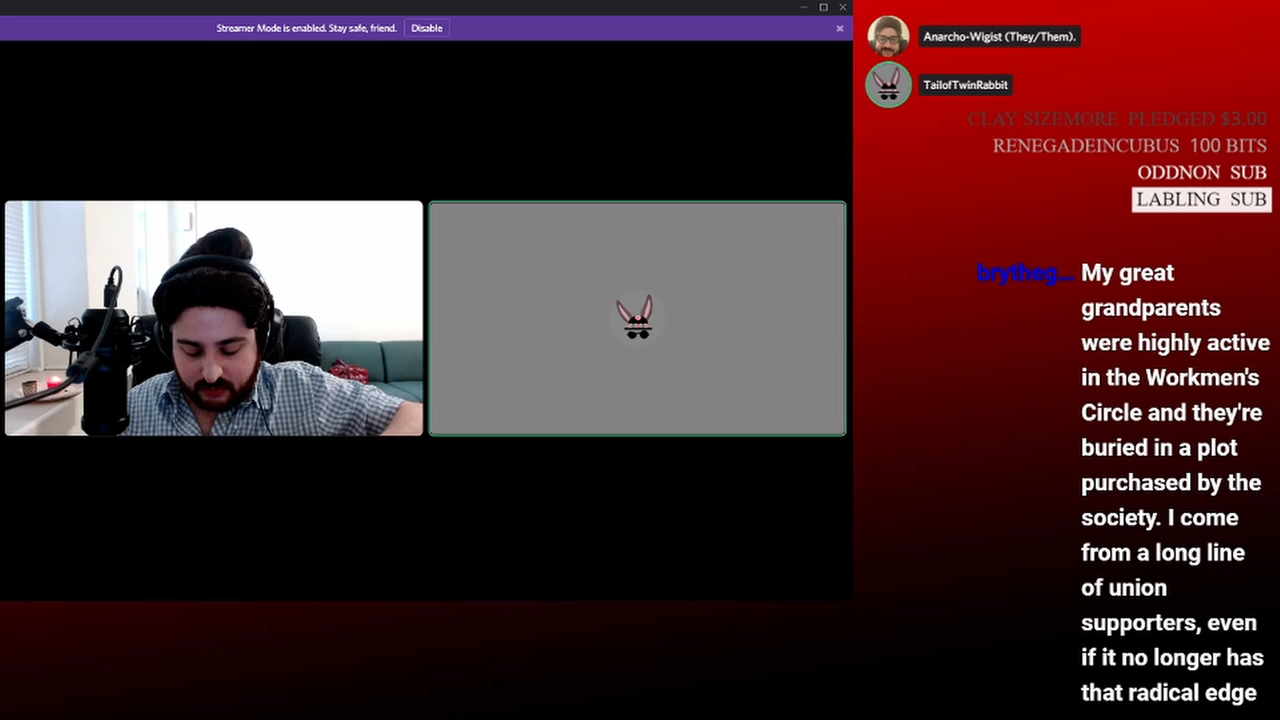 Streamer Mode is enabled. Stay safe, friend. Disable
Anarcho-Wigist (They/Them).
TailofTwinRabbit
CLAY SIZEMORE PLEDGED $3.00
RENEGADEINCUBUS 100 BITS
ODDNON SUB
LABLING SUB
brytheg... My great
grandparents
were highly active
in the Workmen's
Circle and they're
buried in a plot
purchased by the
society. I come
from a long line
of union
supporters, even
if it no longer has
that radical edge